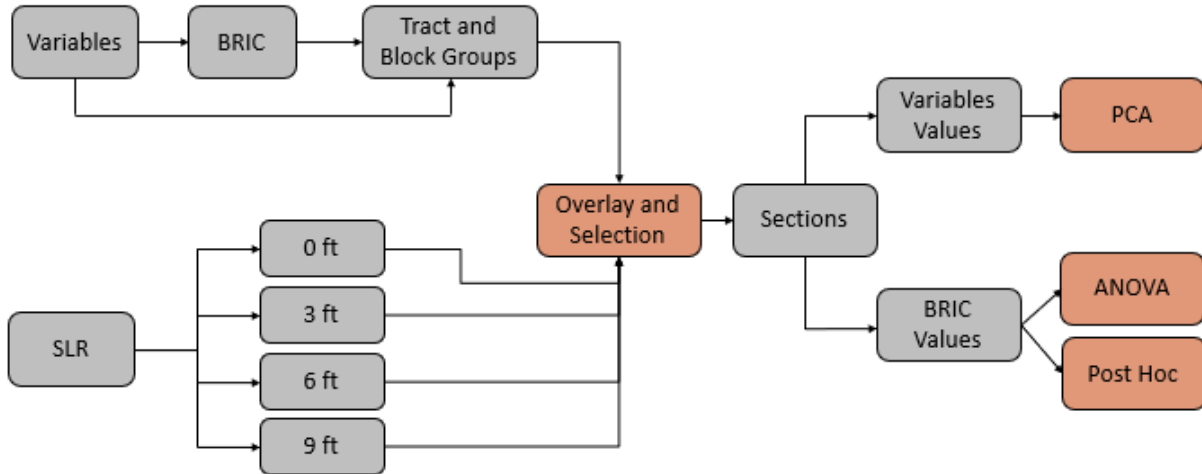 Variables
BRIC
Tract and
Block Groups
Variables
Values
PCA
Overlay and
Selection
Sections
0 ft
3 ft
6 ft
9 ft
SLR
BRIC
Values
ANOVA
Post Hoc